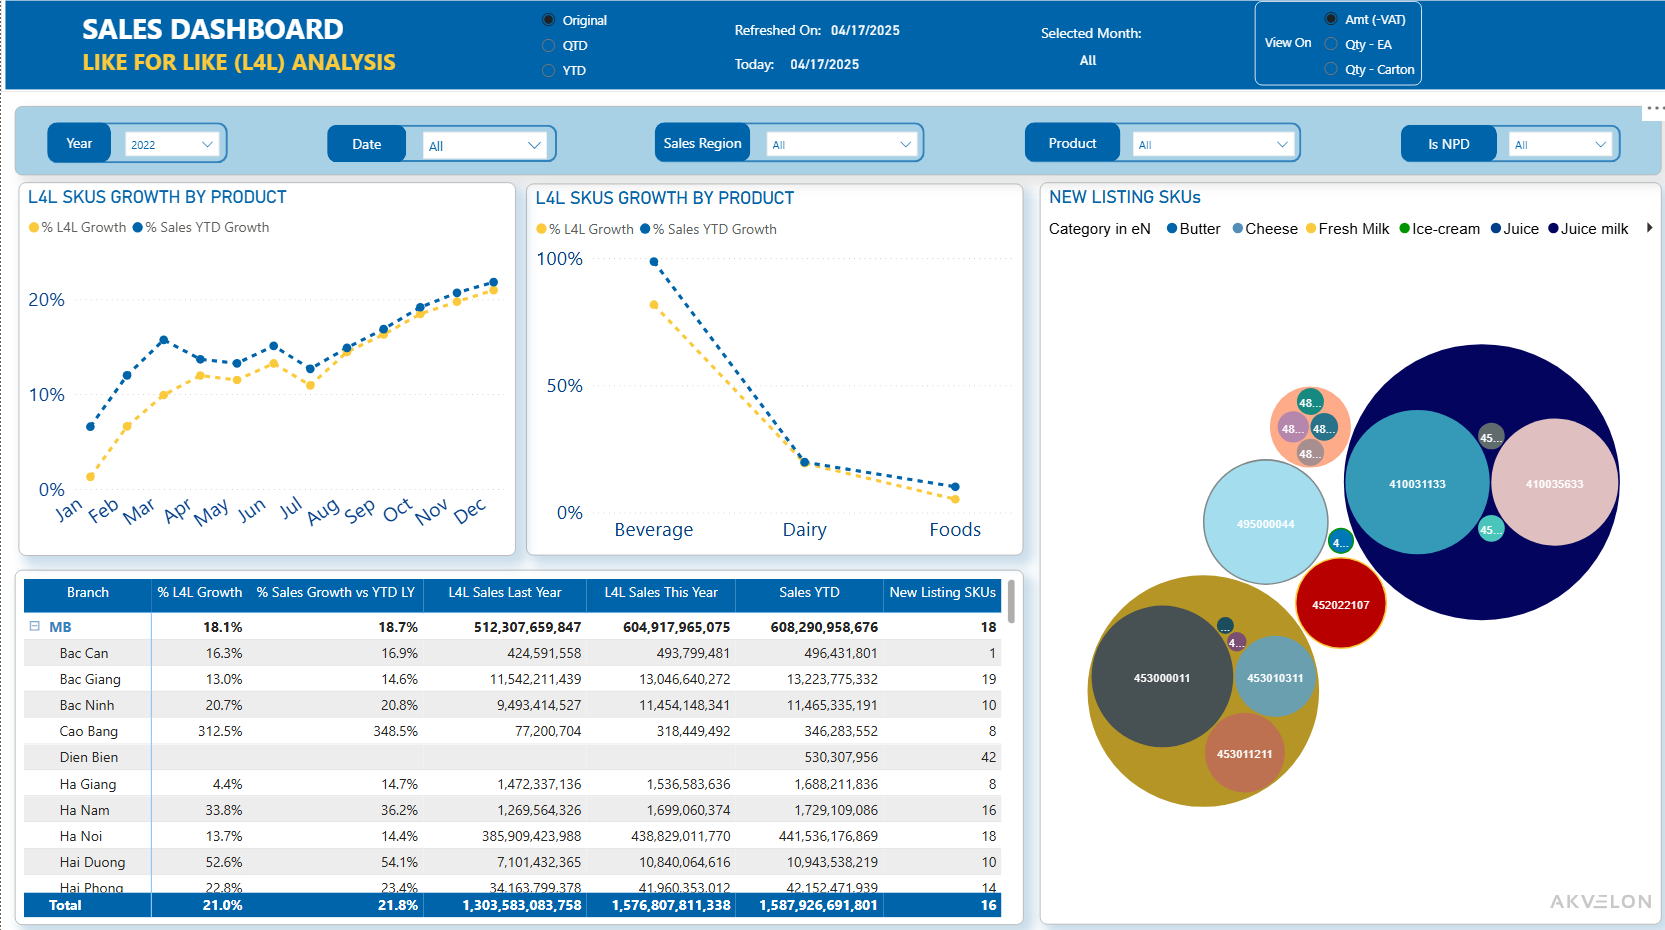 SALES DASHBOARD
LIKE FOR LIKE (L4L) ANALYSIS
Original
QTD
YTD
Refreshed On: 04/17/2025
Today: 04/17/2025
Selected Month:
All
View On
Amt (-VAT)
Qty - EA
Qty - Carton
Year 2022
Date All
Sales Region All
Product All
Is NPD All
L4L SKUS GROWTH BY PRODUCT
% L4L Growth % Sales YTD Growth
20%
10%
0%
Jan Feb Mar Apr May Jun Jul Aug Sep Oct Nov Dec
L4L SKUS GROWTH BY PRODUCT
% L4L Growth % Sales YTD Growth
100%
50%
0%
Beverage Dairy Foods
NEW LISTING SKUs
Category in eN Butter Cheese Fresh Milk Ice-cream Juice Juice milk
48...
48... 48...
48...
45...
410031133
410035633
495000044
45...
4...
452022107
...
4...
453000011
453010311
453011211
Branch % L4L Growth % Sales Growth vs YTD LY L4L Sales Last Year L4L Sales This Year Sales YTD New Listing SKUs
MB 18.1% 18.7% 512,307,659,847 604,917,965,075 608,290,958,676 18
Bac Can 16.3% 16.9% 424,591,558 493,799,481 496,431,801 1
Bac Giang 13.0% 14.6% 11,542,211,439 13,046,640,272 13,223,775,332 19
Bac Ninh 20.7% 20.8% 9,493,414,527 11,454,148,341 11,465,335,191 10
Cao Bang 312.5% 348.5% 77,200,704 318,449,492 346,283,552 8
Dien Bien 530,307,956 42
Ha Giang 4.4% 14.7% 1,472,337,136 1,536,583,636 1,688,211,836 8
Ha Nam 33.8% 36.2% 1,269,564,326 1,699,060,374 1,729,109,086 16
Ha Noi 13.7% 14.4% 385,909,423,988 438,829,011,770 441,536,176,869 18
Hai Duong 52.6% 54.1% 7,101,432,365 10,840,064,616 10,943,538,219 10
Hai Phong 22.8% 23.4% 34,163,799,378 41,960,353,012 42,152,471,939 14
Total 21.0% 21.8% 1,303,583,083,758 1,576,807,811,338 1,587,926,691,801 16
AKVELON